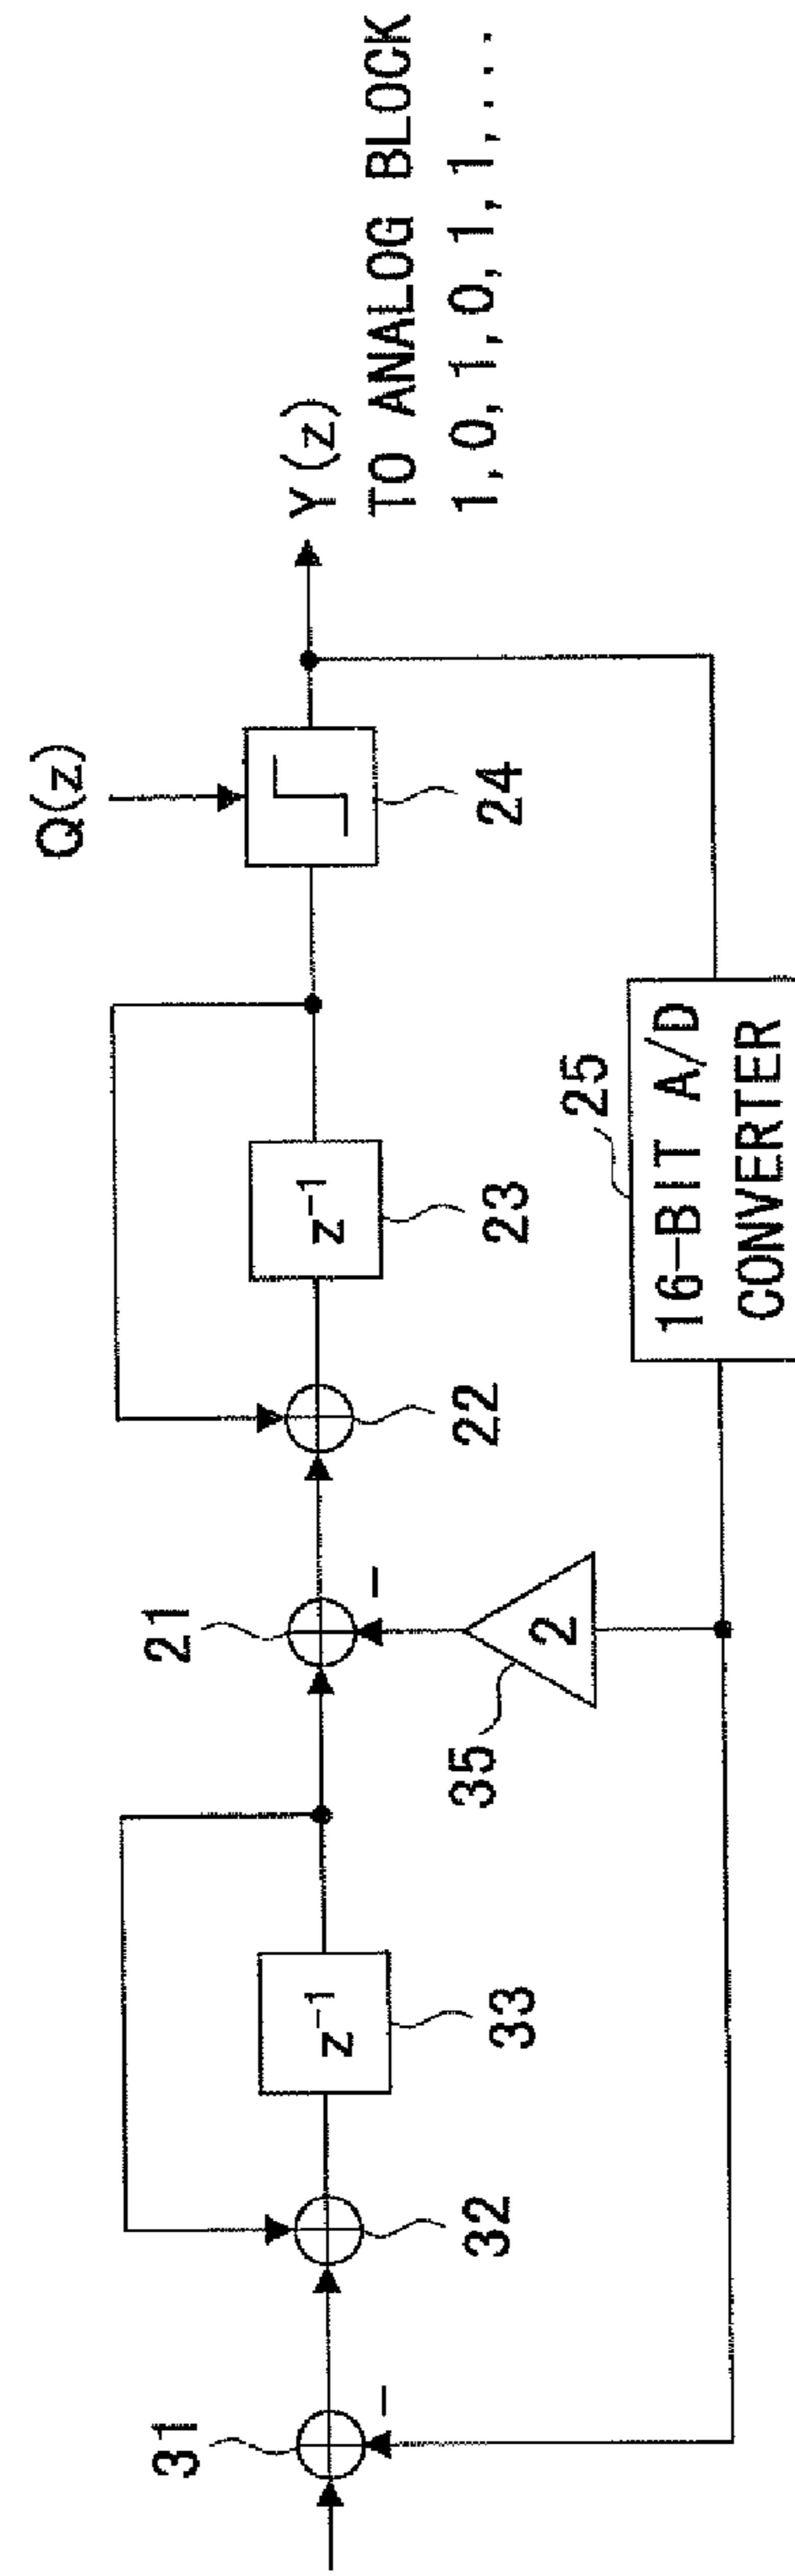 Q(z)
Y(z)
TO ANALOG BLOCK
1,0,1,0,1,1,...
31
32
z⁻¹
33
21
35
2
22
z⁻¹
23
24
25
16-BIT A/D
CONVERTER
-
-